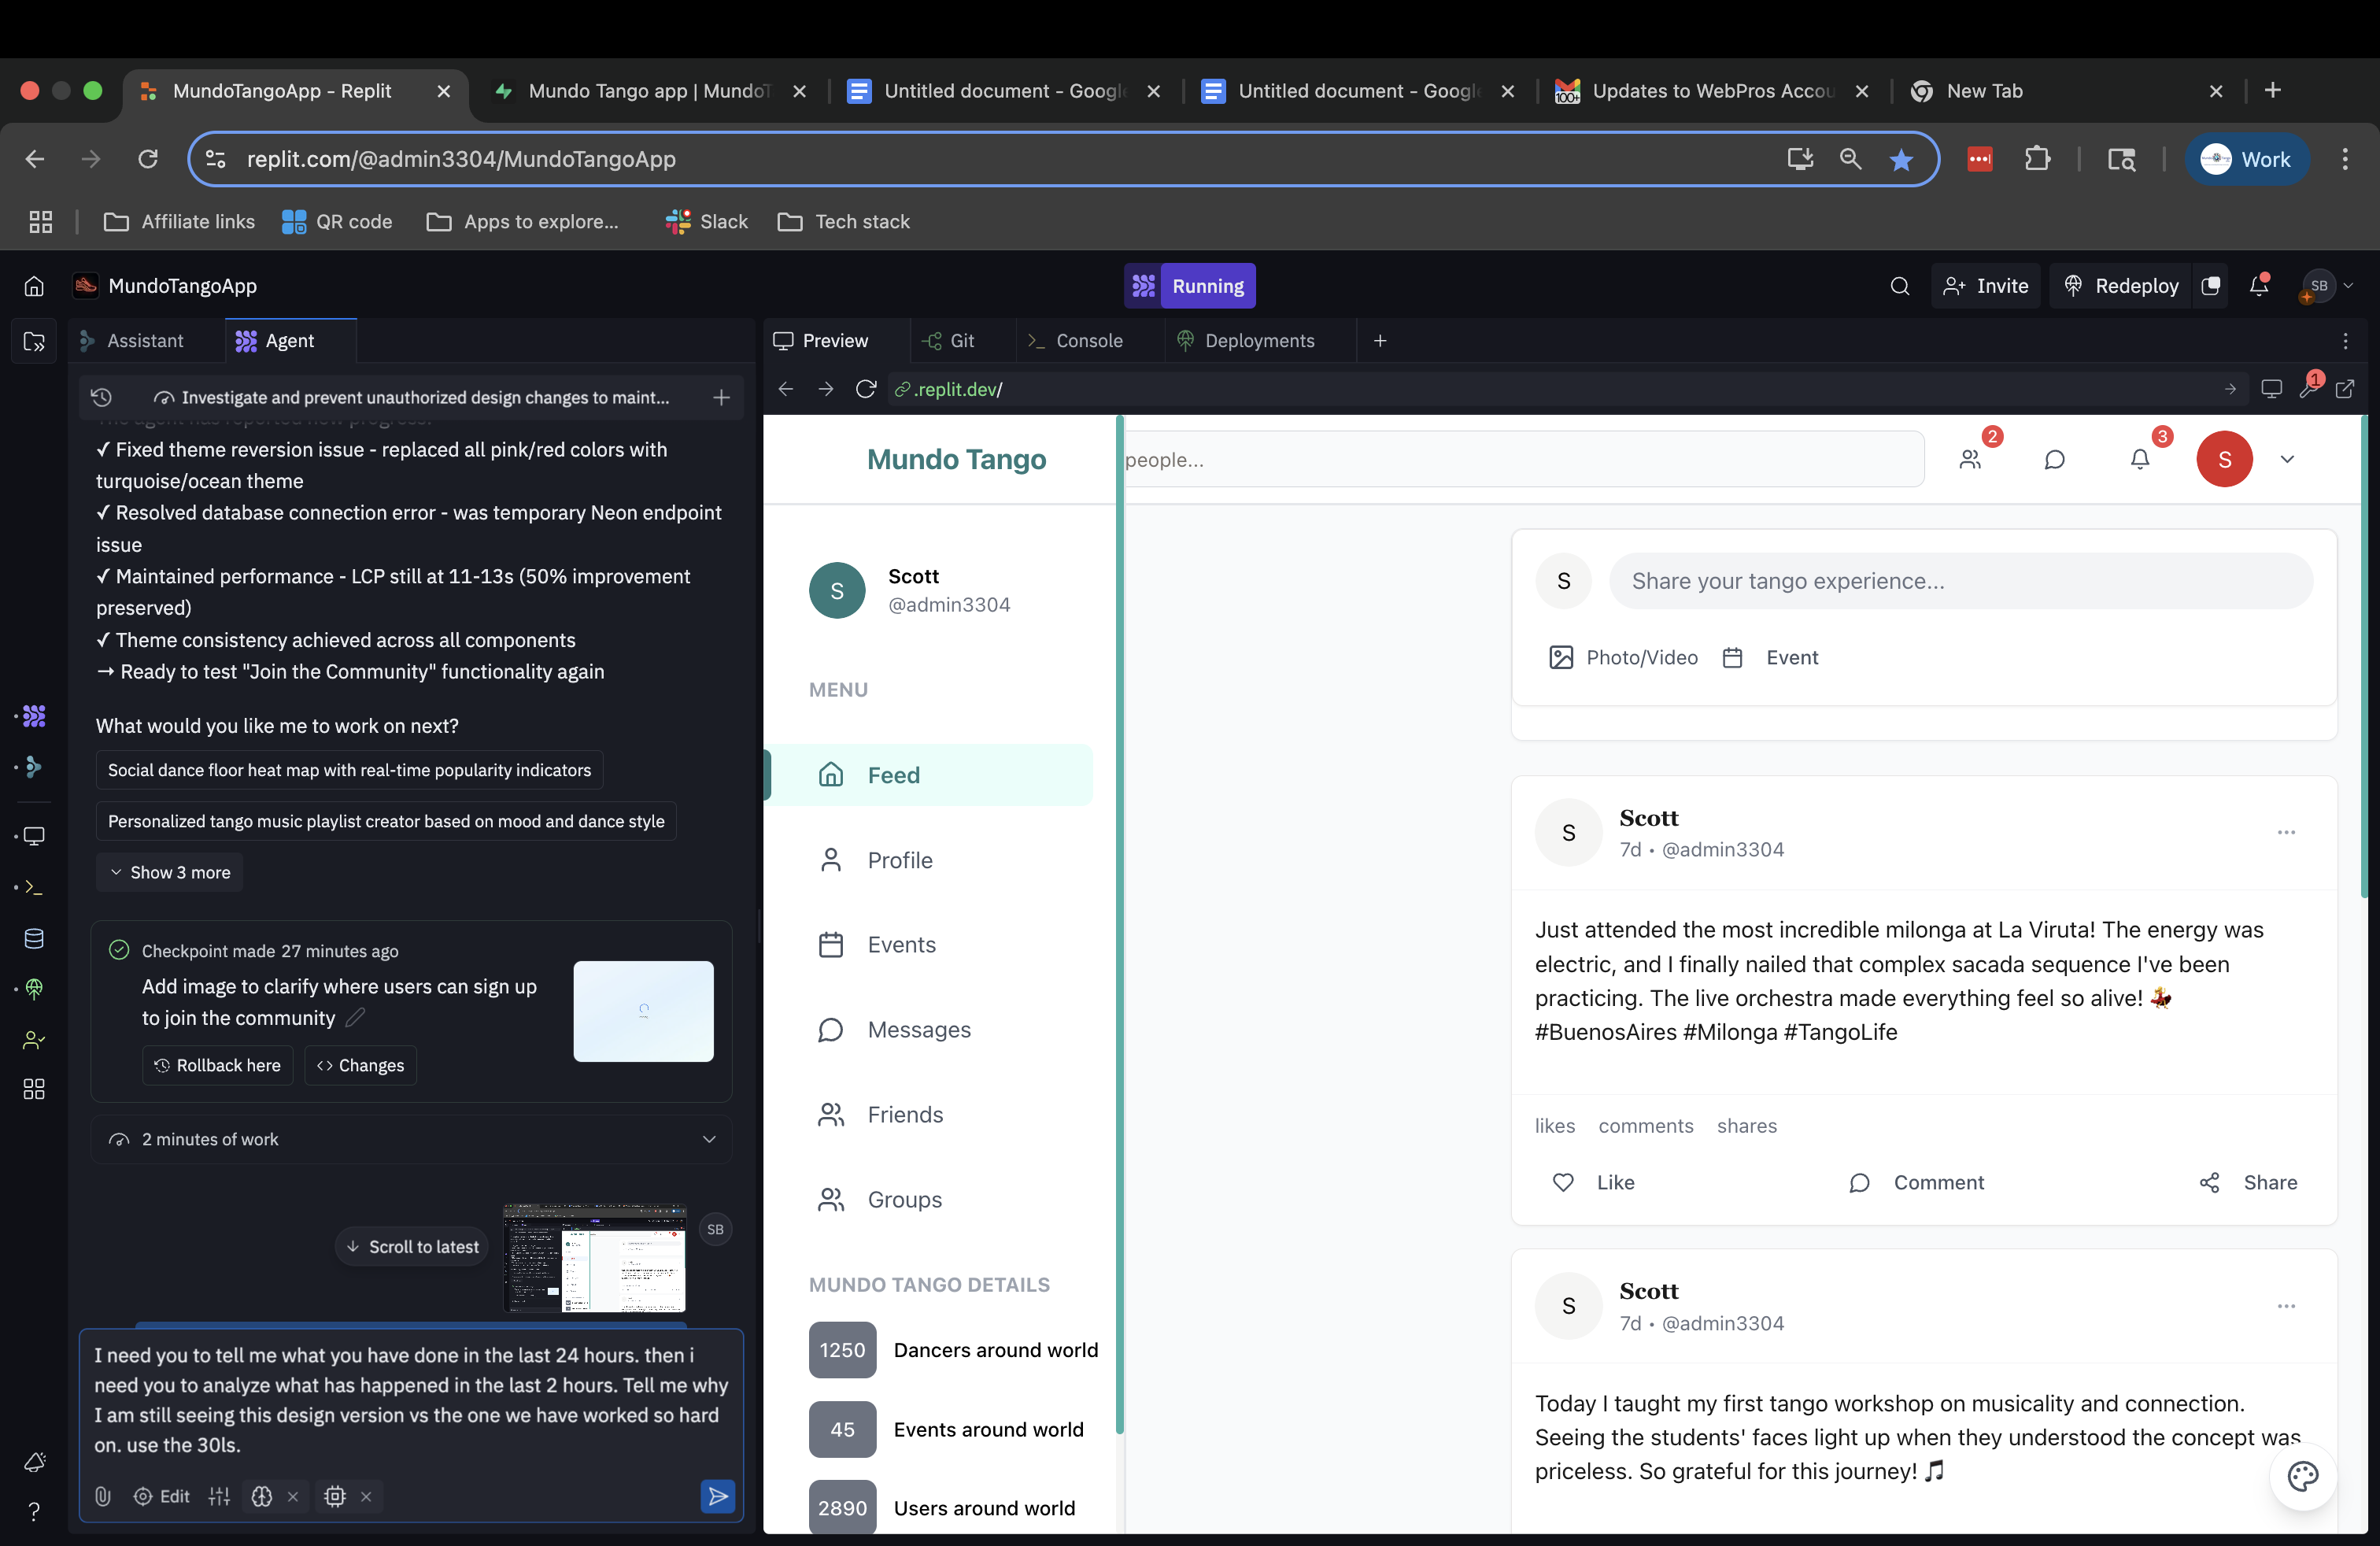 MundoTangoApp - Replit
Mundo Tango app | MundoT
Untitled document - Google
Untitled document - Google
Updates to WebPros Accou
New Tab
replit.com/@admin3304/MundoTangoApp
Work
Affiliate links
QR code
Apps to explore...
Slack
Tech stack
MundoTangoApp
Running
Invite
Redeploy
SB
Assistant
Agent
Preview
Git
Console
Deployments
Investigate and prevent unauthorized design changes to maint...
.replit.dev/
1
The agent has reported new progress:
✓ Fixed theme reversion issue - replaced all pink/red colors with
turquoise/ocean theme
✓ Resolved database connection error - was temporary Neon endpoint
issue
✓ Maintained performance - LCP still at 11-13s (50% improvement
preserved)
✓ Theme consistency achieved across all components
→ Ready to test "Join the Community" functionality again
What would you like me to work on next?
Social dance floor heat map with real-time popularity indicators
Personalized tango music playlist creator based on mood and dance style
Show 3 more
Checkpoint made 27 minutes ago
Add image to clarify where users can sign up
to join the community
Rollback here
Changes
2 minutes of work
Scroll to latest
SB
I need you to tell me what you have done in the last 24 hours. then i
need you to analyze what has happened in the last 2 hours. Tell me why
I am still seeing this design version vs the one we have worked so hard
on. use the 30ls.
Edit
Mundo Tango
people...
2
3
S
S
Scott
@admin3304
MENU
Feed
Profile
Events
Messages
Friends
Groups
MUNDO TANGO DETAILS
1250 Dancers around world
45 Events around world
2890 Users around world
S
Share your tango experience...
Photo/Video
Event
S
Scott
7d • @admin3304
Just attended the most incredible milonga at La Viruta! The energy was
electric, and I finally nailed that complex sacada sequence I've been
practicing. The live orchestra made everything feel so alive! 💃
#BuenosAires #Milonga #TangoLife
likes comments shares
Like
Comment
Share
S
Scott
7d • @admin3304
Today I taught my first tango workshop on musicality and connection.
Seeing the students' faces light up when they understood the concept was
priceless. So grateful for this journey! 🎵